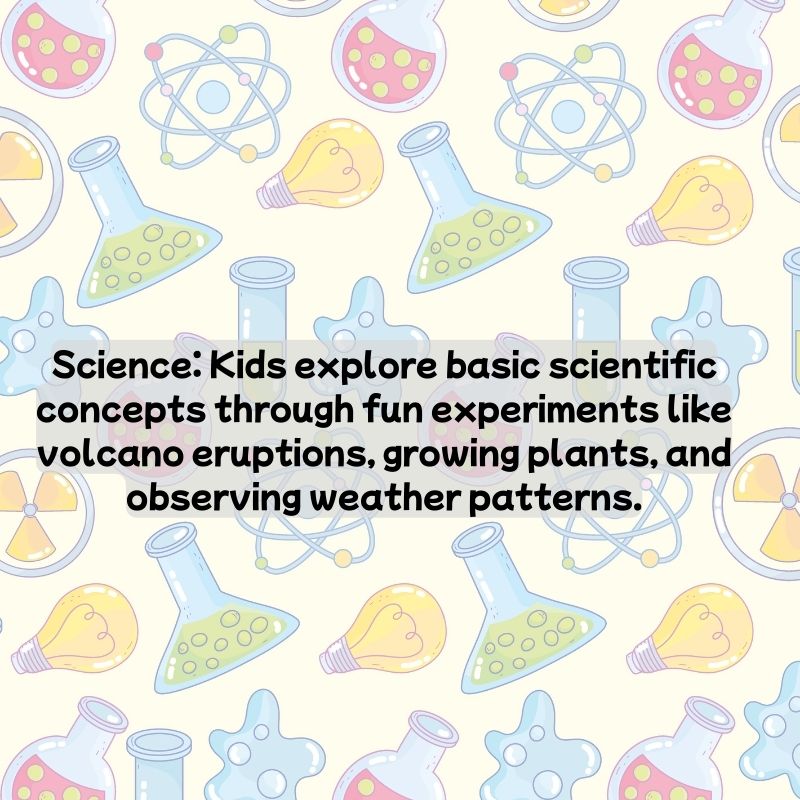 Science: Kids explore basic scientific
concepts through fun experiments like
volcano eruptions, growing plants, and
observing weather patterns.